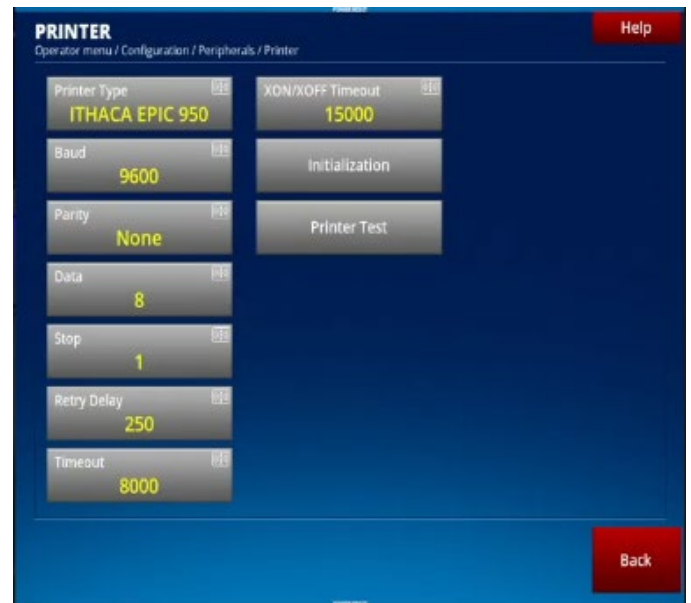 PRINTER
Help
Operator menu / Configuration / Peripherals / Printer
Printer Type
ITHACA EPIC 950
XON/XOFF Timeout
15000
Baud
9600
Initialization
Parity
None
Printer Test
Data
8
Stop
1
Retry Delay
250
Timeout
8000
Back